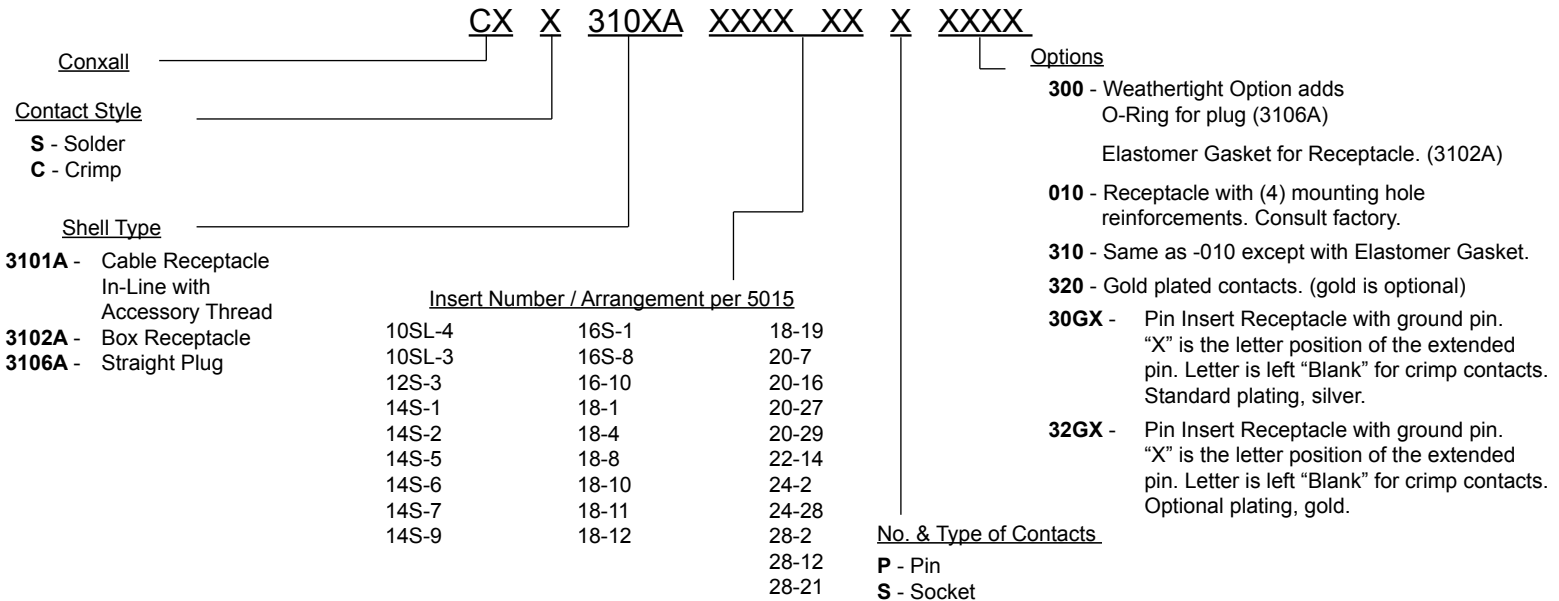 CX X 310XA XXXX XX X XXXX
Conxall
Contact Style
S - Solder
C - Crimp
Shell Type
3101A - Cable Receptacle
In-Line with
Accessory Thread
3102A - Box Receptacle
3106A - Straight Plug
Insert Number / Arrangement per 5015
10SL-4 16S-1 18-19
10SL-3 16S-8 20-7
12S-3 16-10 20-16
14S-1 18-1 20-27
14S-2 18-4 20-29
14S-5 18-8 22-14
14S-6 18-10 24-2
14S-7 18-11 24-28
14S-9 18-12 28-2
28-12
28-21
No. & Type of Contacts
P - Pin
S - Socket
Options
300 - Weathertight Option adds
O-Ring for plug (3106A)
Elastomer Gasket for Receptacle. (3102A)
010 - Receptacle with (4) mounting hole
reinforcements. Consult factory.
310 - Same as -010 except with Elastomer Gasket.
320 - Gold plated contacts. (gold is optional)
30GX - Pin Insert Receptacle with ground pin.
“X” is the letter position of the extended
pin. Letter is left “Blank” for crimp contacts.
Standard plating, silver.
32GX - Pin Insert Receptacle with ground pin.
“X” is the letter position of the extended
pin. Letter is left “Blank” for crimp contacts.
Optional plating, gold.